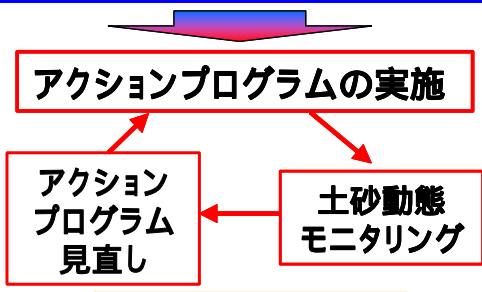 アクションプログラムの実施
アクション
プログラム
見直し
土砂動態
モニタリング